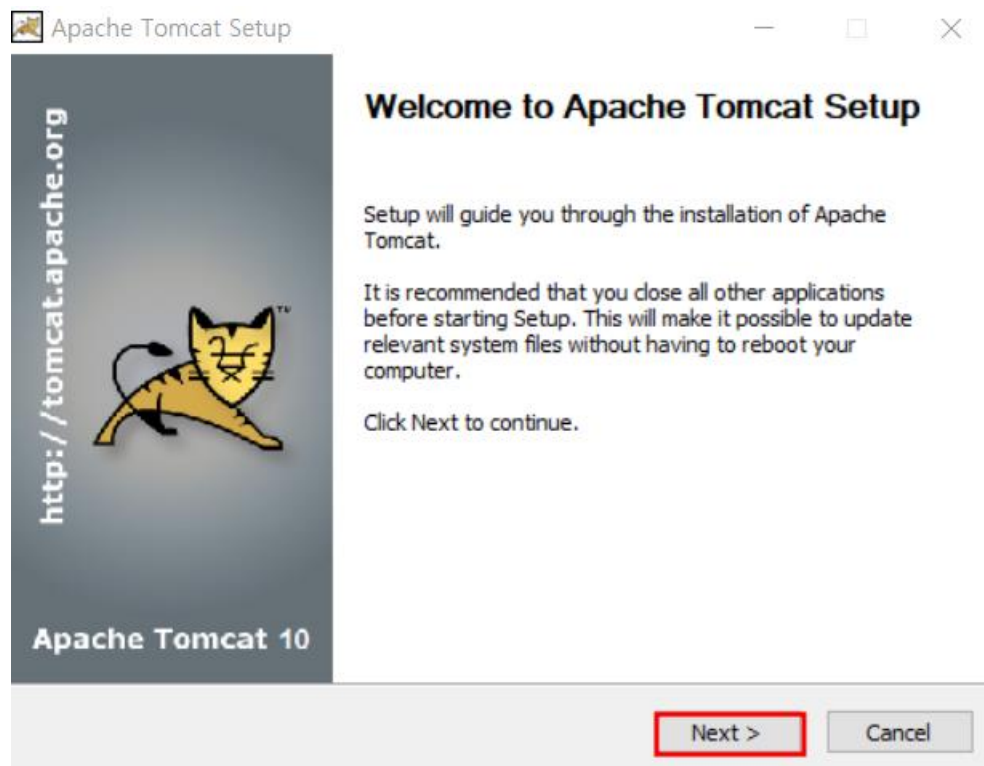 Apache Tomcat Setup
http://tomcat.apache.org
Apache Tomcat 10
Welcome to Apache Tomcat Setup
Setup will guide you through the installation of Apache
Tomcat.
It is recommended that you close all other applications
before starting Setup. This will make it possible to update
relevant system files without having to reboot your
computer.
Click Next to continue.
TM
Next >
Cancel